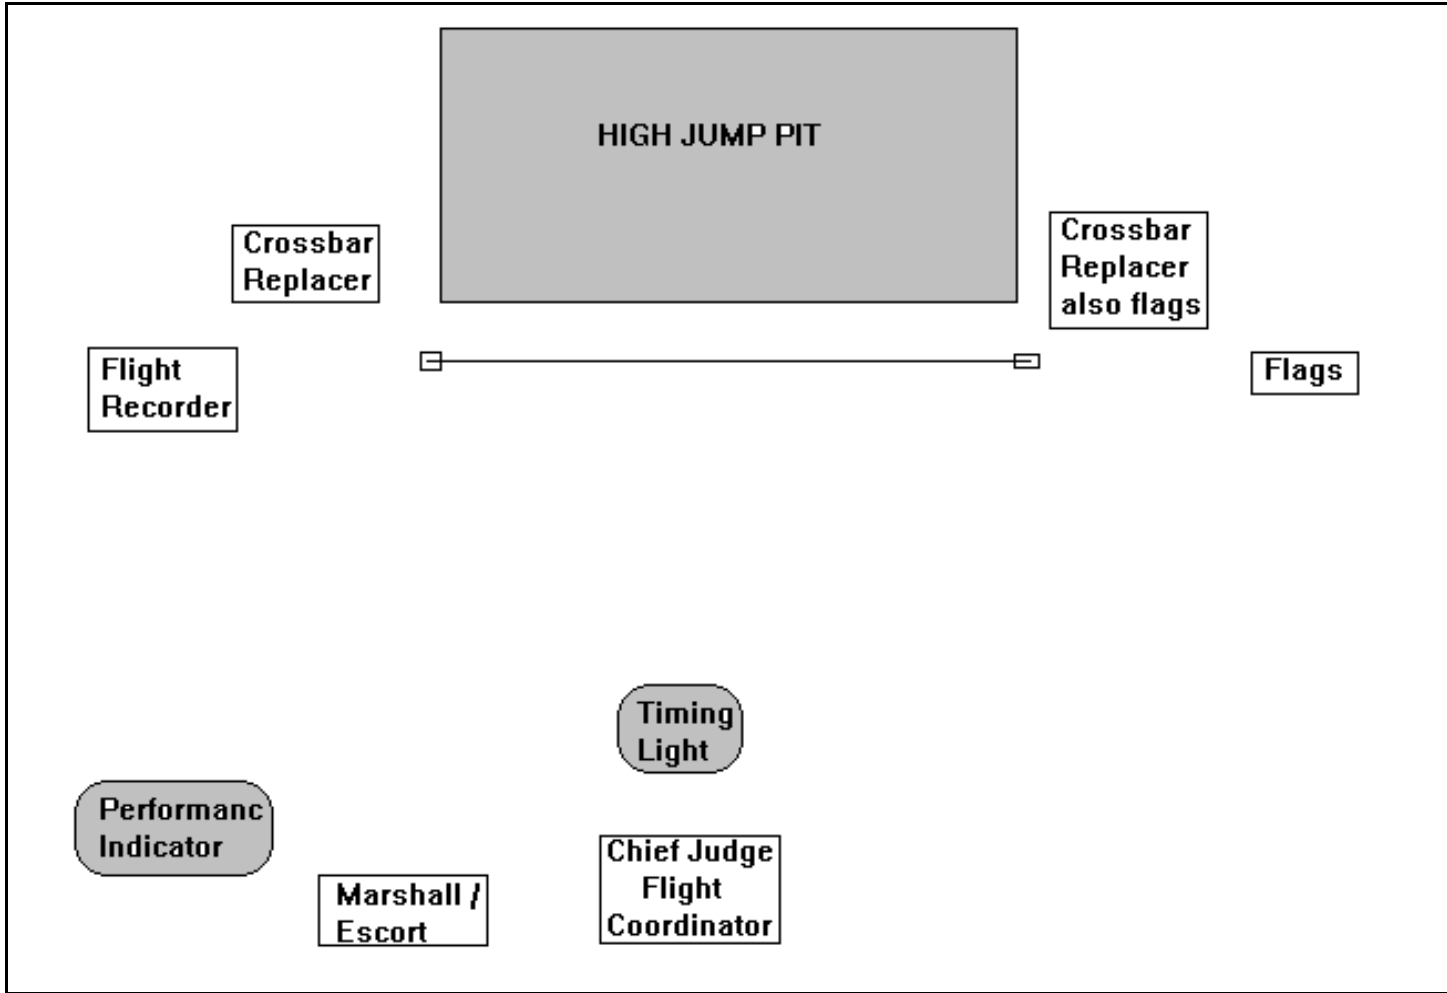 HIGH JUMP PIT
Crossbar
Replacer
Crossbar
Replacer
also flags
Flight
Recorder
Flags
Timing
Light
Performanc
Indicator
Marshall /
Escort
Chief Judge
Flight
Coordinator